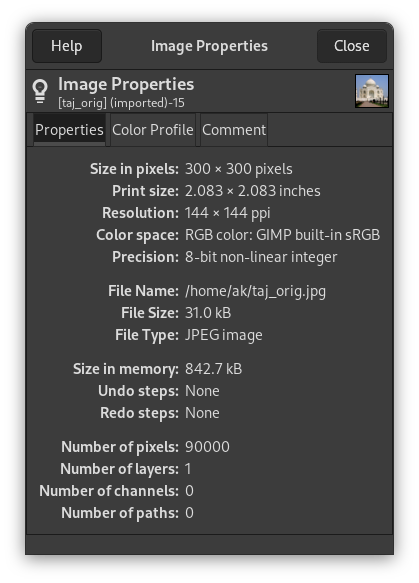 Help Image Properties Close
Image Properties
[taj_orig] (imported)-15
Properties Color Profile Comment
Size in pixels: 300 × 300 pixels
Print size: 2.083 × 2.083 inches
Resolution: 144 × 144 ppi
Color space: RGB color: GIMP built-in sRGB
Precision: 8-bit non-linear integer
File Name: /home/ak/taj_orig.jpg
File Size: 31.0 kB
File Type: JPEG image
Size in memory: 842.7 kB
Undo steps: None
Redo steps: None
Number of pixels: 90000
Number of layers: 1
Number of channels: 0
Number of paths: 0